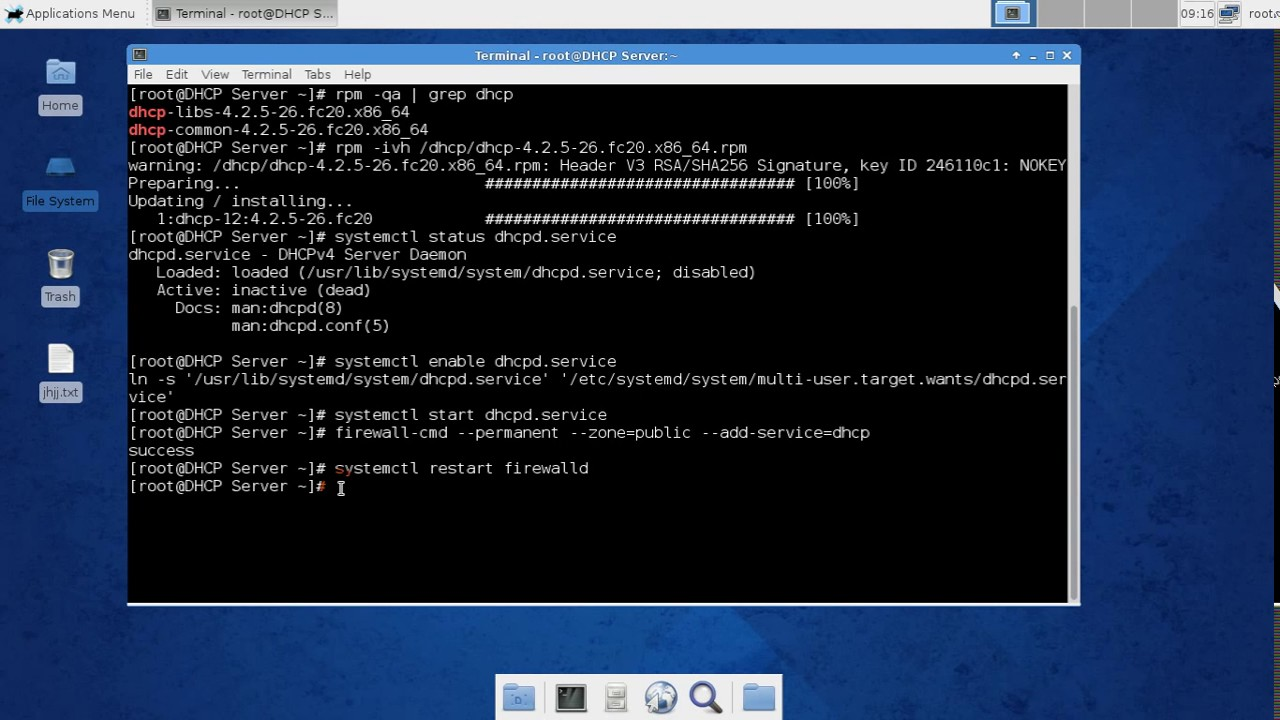 Applications Menu
Terminal - root@DHCP S...
09:16
root@
Terminal - root@DHCP Server:~
File Edit View Terminal Tabs Help
[root@DHCP Server ~]# rpm -qa | grep dhcp
dhcp-libs-4.2.5-26.fc20.x86_64
dhcp-common-4.2.5-26.fc20.x86_64
[root@DHCP Server ~]# rpm -ivh /dhcp/dhcp-4.2.5-26.fc20.x86_64.rpm
warning: /dhcp/dhcp-4.2.5-26.fc20.x86_64.rpm: Header V3 RSA/SHA256 Signature, key ID 246110c1: NOKEY
Preparing... ################################# [100%]
Updating / installing...
1:dhcp-12:4.2.5-26.fc20 ################################# [100%]
[root@DHCP Server ~]# systemctl status dhcpd.service
dhcpd.service - DHCPv4 Server Daemon
Loaded: loaded (/usr/lib/systemd/system/dhcpd.service; disabled)
Active: inactive (dead)
Docs: man:dhcpd(8)
man:dhcpd.conf(5)
[root@DHCP Server ~]# systemctl enable dhcpd.service
ln -s '/usr/lib/systemd/system/dhcpd.service' '/etc/systemd/system/multi-user.target.wants/dhcpd.ser
vice'
[root@DHCP Server ~]# systemctl start dhcpd.service
[root@DHCP Server ~]# firewall-cmd --permanent --zone=public --add-service=dhcp
success
[root@DHCP Server ~]# systemctl restart firewalld
[root@DHCP Server ~]#
Home
File System
Trash
jhjj.txt